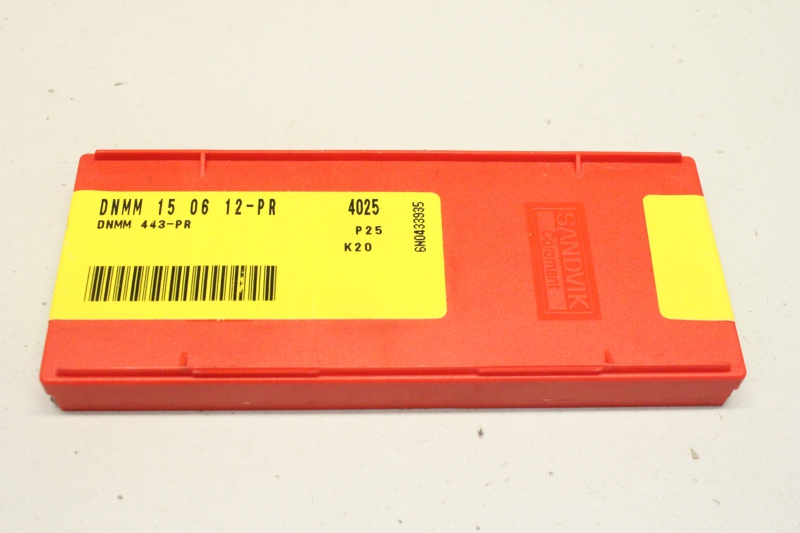 DNMM 15 06 12-PR 4025
DNMM 443-PR P25
K20
6N0433935
SANDVIK
Coromant